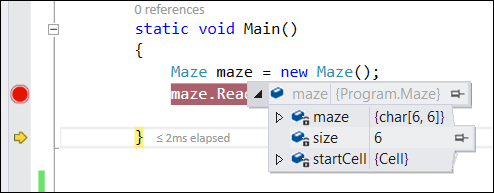 0 references
static void Main()
{
Maze maze = new Maze();
maze.Read maze {Program.Maze}
maze {char[6, 6]}
size 6
} ≤ 2ms elapsed
startCell {Cell}